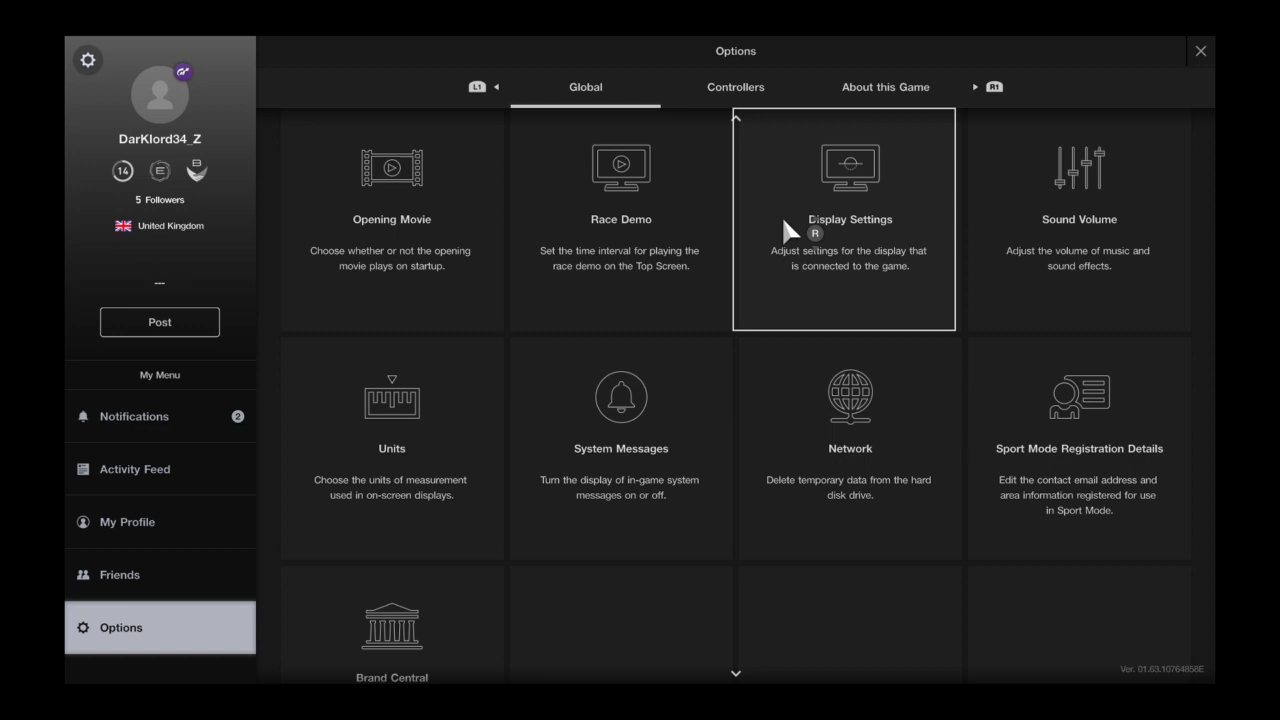 Options
L1
Global
Controllers
About this Game
R1
DarKlord34_Z
14
E
B
5 Followers
United Kingdom
---
Post
My Menu
Notifications
2
Activity Feed
My Profile
Friends
Options
Opening Movie
Choose whether or not the opening
movie plays on startup.
Race Demo
Set the time interval for playing the
race demo on the Top Screen.
Display Settings
R
Adjust settings for the display that
is connected to the game.
Sound Volume
Adjust the volume of music and
sound effects.
Units
Choose the units of measurement
used in on-screen displays.
System Messages
Turn the display of in-game system
messages on or off.
Network
Delete temporary data from the hard
disk drive.
Sport Mode Registration Details
Edit the contact email address and
area information registered for use
in Sport Mode.
Brand Central
Ver. 01.63.10764858E